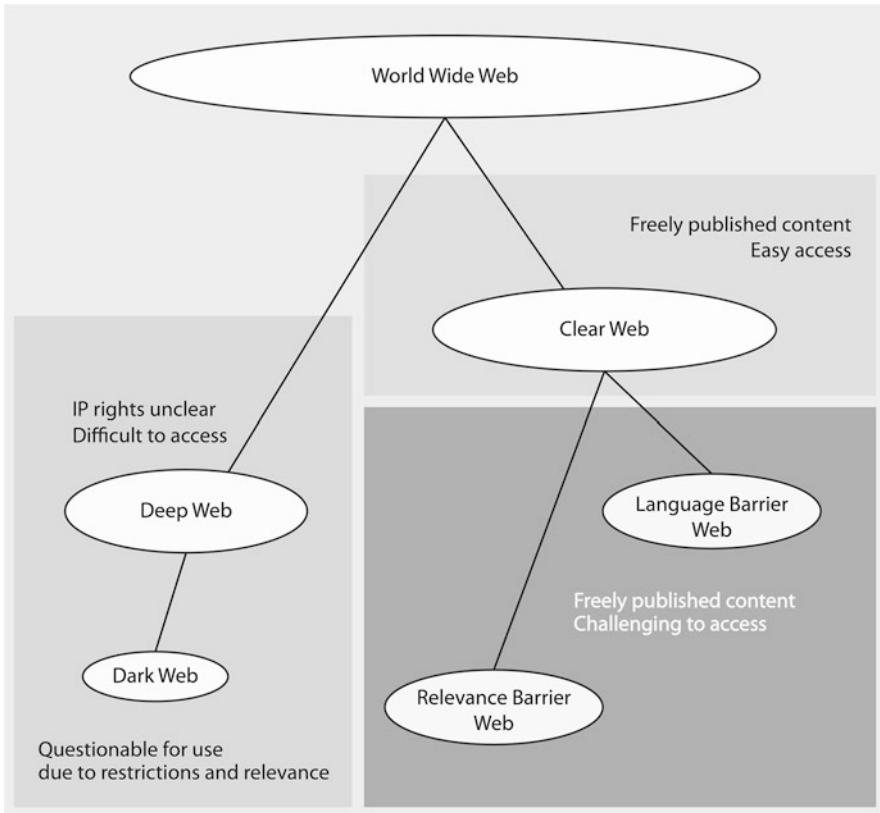 World Wide Web
Freely published content
Easy access
Clear Web
IP rights unclear
Difficult to access
Deep Web
Language Barrier
Web
Freely published content
Challenging to access
Dark Web
Relevance Barrier
Web
Questionable for use
due to restrictions and relevance